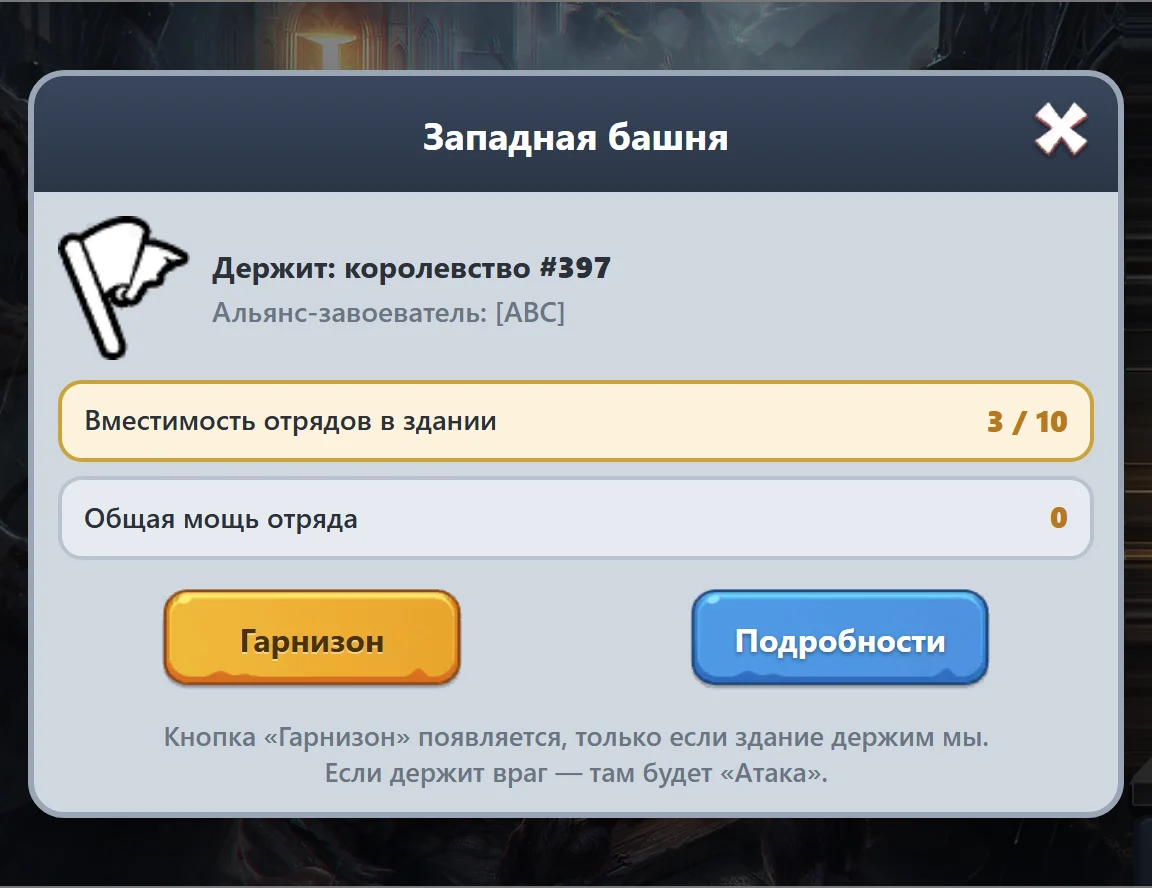 Западная башня
Держит: королевство #397
Альянс-завоеватель: [ABC]
Вместимость отрядов в здании 3 / 10
Общая мощь отряда 0
Гарнизон Подробности
Кнопка «Гарнизон» появляется, только если здание держим мы.
Если держит враг — там будет «Атака».